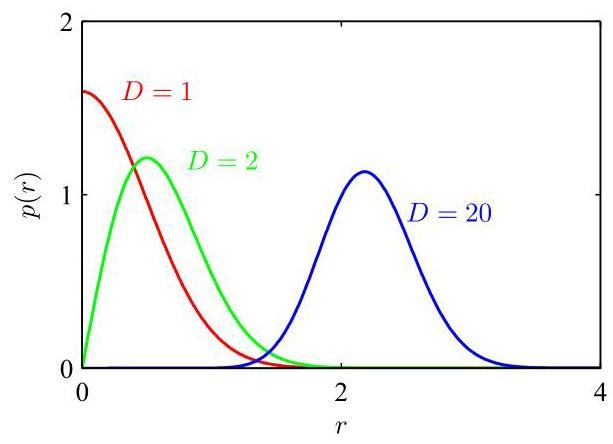 2
D = 1
D = 2
1
p(r)
D = 20
0
0 2 4
r